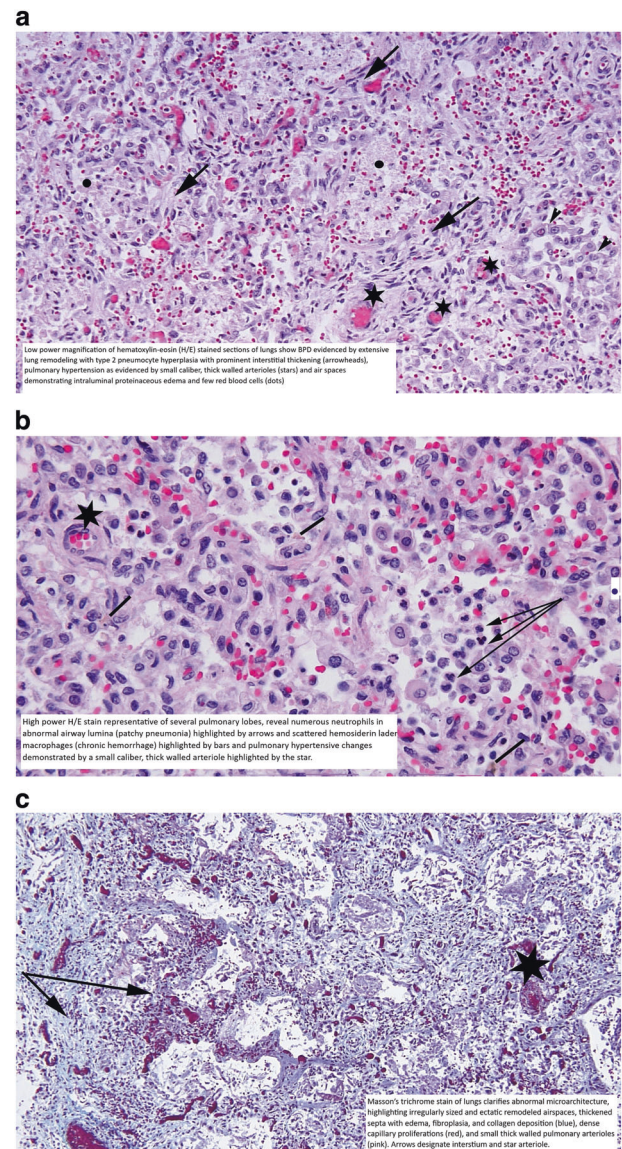 a
Low power magnification of hematoxylin-eosin (H/E) stained sections of lungs show BPD evidenced by extensive
lung remodeling with type 2 pneumocyte hyperplasia with prominent interstitial thickening (arrowheads),
pulmonary hypertension as evidenced by small caliber, thick walled arterioles (stars) and air spaces
demonstrating intraluminal proteinaceous edema and few red blood cells (dots)
b
High power H/E stain representative of several pulmonary lobes, reveal numerous neutrophils in
abnormal airway lumina (patchy pneumonia) highlighted by arrows and scattered hemosiderin lader
macrophages (chronic hemorrhage) highlighted by bars and pulmonary hypertensive changes
demonstrated by a small caliber, thick walled arteriole highlighted by the star.
c
Masson's trichrome stain of lungs clarifies abnormal microarchitecture,
highlighting irregularly sized and ectatic remodeled airspaces, thickened
septa with edema, fibroplasia, and collagen deposition (blue), dense
capillary proliferations (red), and small thick walled pulmonary arterioles
(pink). Arrows designate interstium and star arteriole.